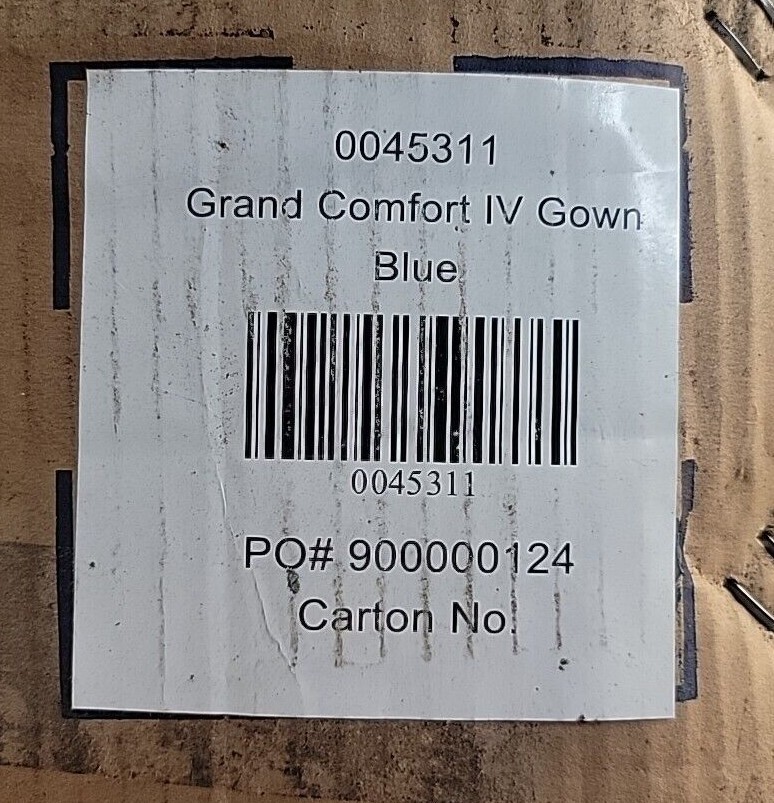 0045311
Grand Comfort IV Gown
Blue
0045311
PO# 900000124
Carton No.